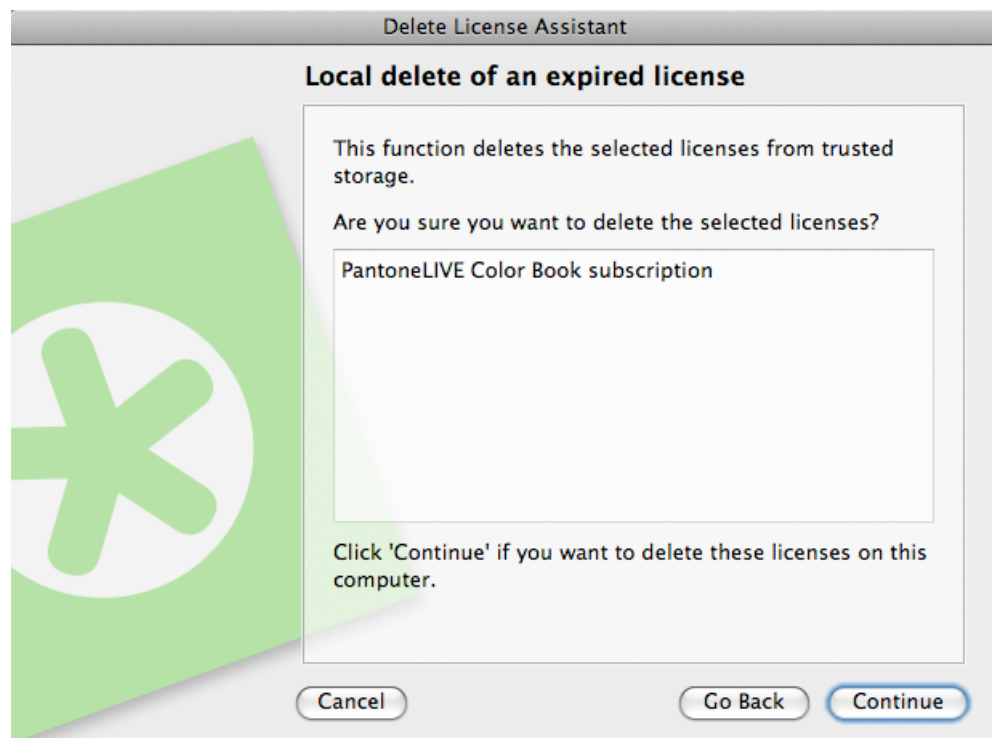 Delete License Assistant
Local delete of an expired license
This function deletes the selected licenses from trusted
storage.
Are you sure you want to delete the selected licenses?
PantoneLIVE Color Book subscription
Click 'Continue' if you want to delete these licenses on this
computer.
Cancel
Go Back
Continue